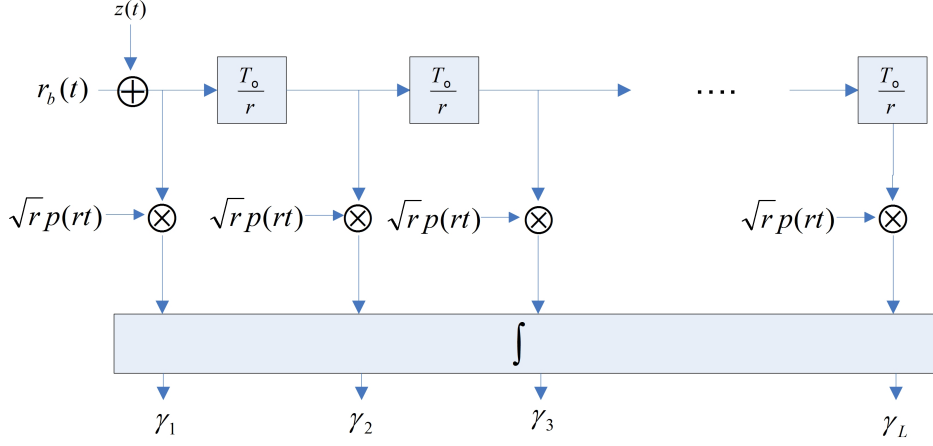 z(t)
r_b(t) + T_o/r T_o/r .... T_o/r
√r p(rt) √r p(rt) √r p(rt) √r p(rt)
∫
γ_1 γ_2 γ_3 γ_L